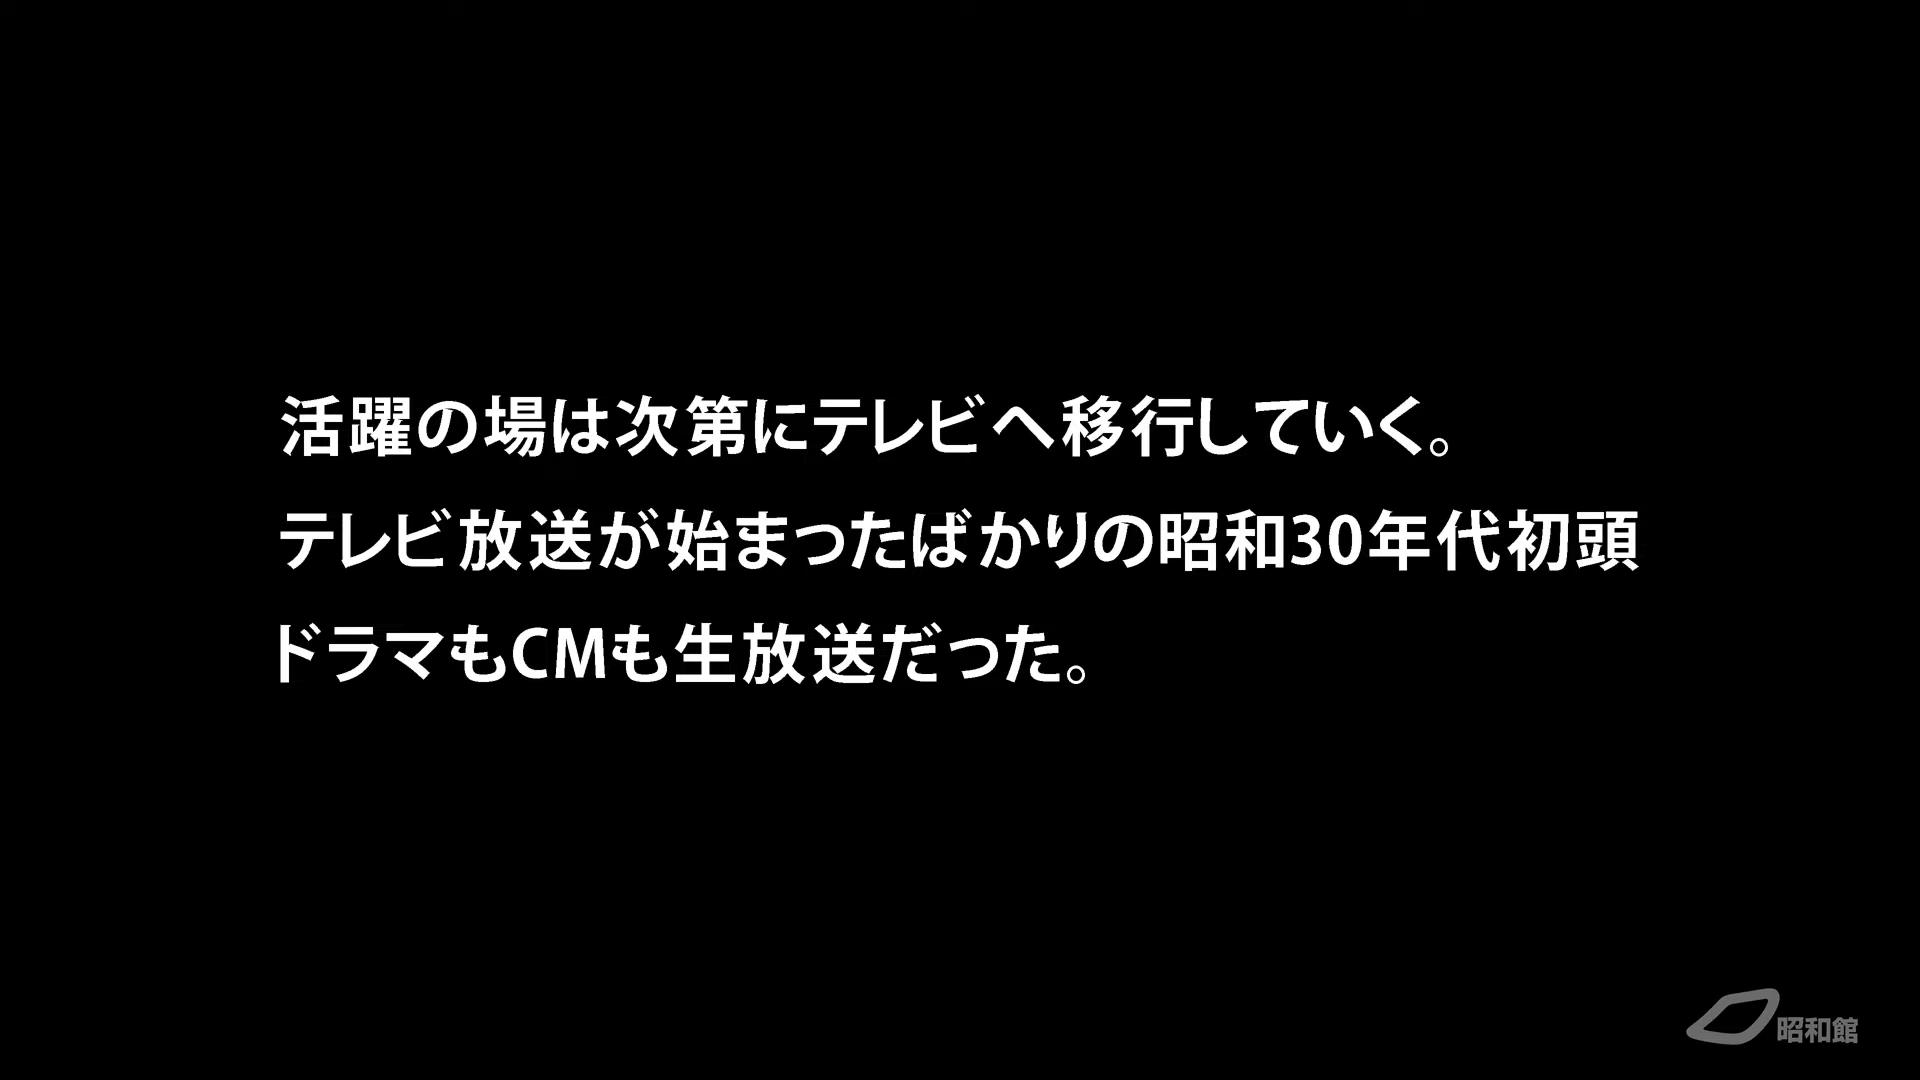 活躍の場は次第にテレビへ移行していく。
テレビ放送が始まったばかりの昭和30年代初頭
ドラマもCMも生放送だった。
昭和館